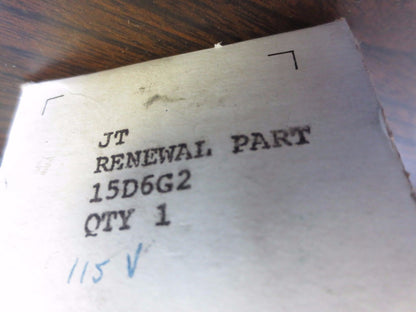 JT
RENEWAL PART
15D6G2
QTY 1
115 V